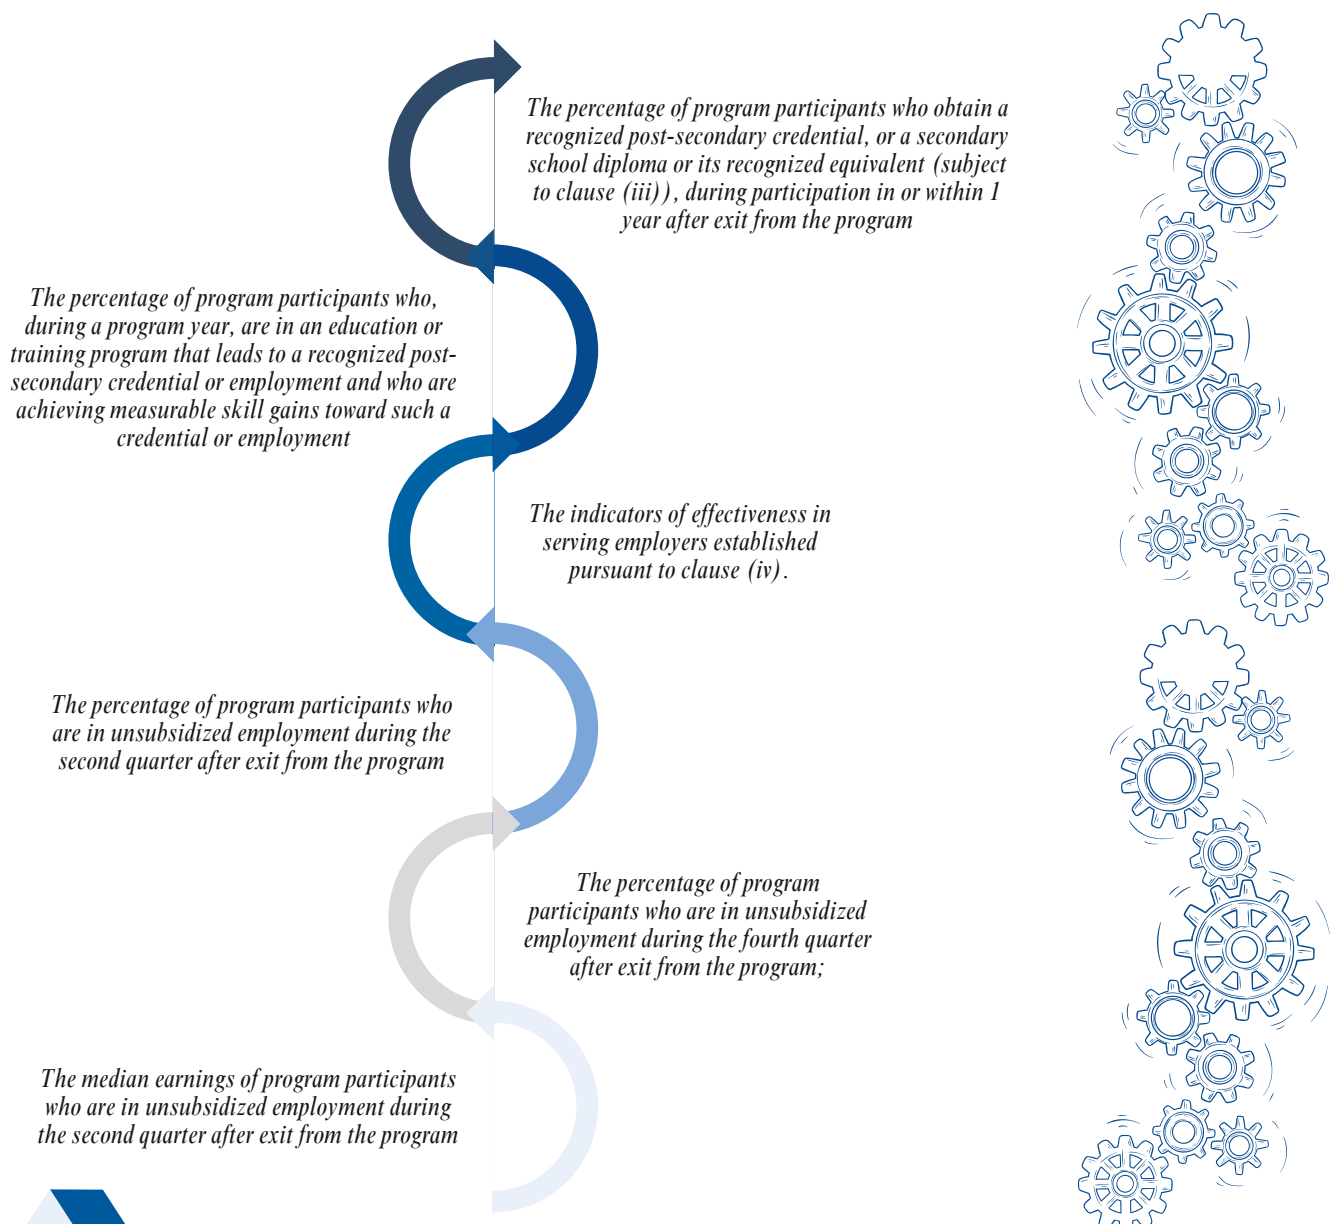 The percentage of program participants who obtain a
recognized post-secondary credential, or a secondary
school diploma or its recognized equivalent (subject
to clause (iii)), during participation in or within 1
year after exit from the program
The percentage of program participants who,
during a program year, are in an education or
training program that leads to a recognized post-
secondary credential or employment and who are
achieving measurable skill gains toward such a
credential or employment
The indicators of effectiveness in
serving employers established
pursuant to clause (iv).
The percentage of program participants who
are in unsubsidized employment during the
second quarter after exit from the program
The percentage of program
participants who are in unsubsidized
employment during the fourth quarter
after exit from the program;
The median earnings of program participants
who are in unsubsidized employment during
the second quarter after exit from the program